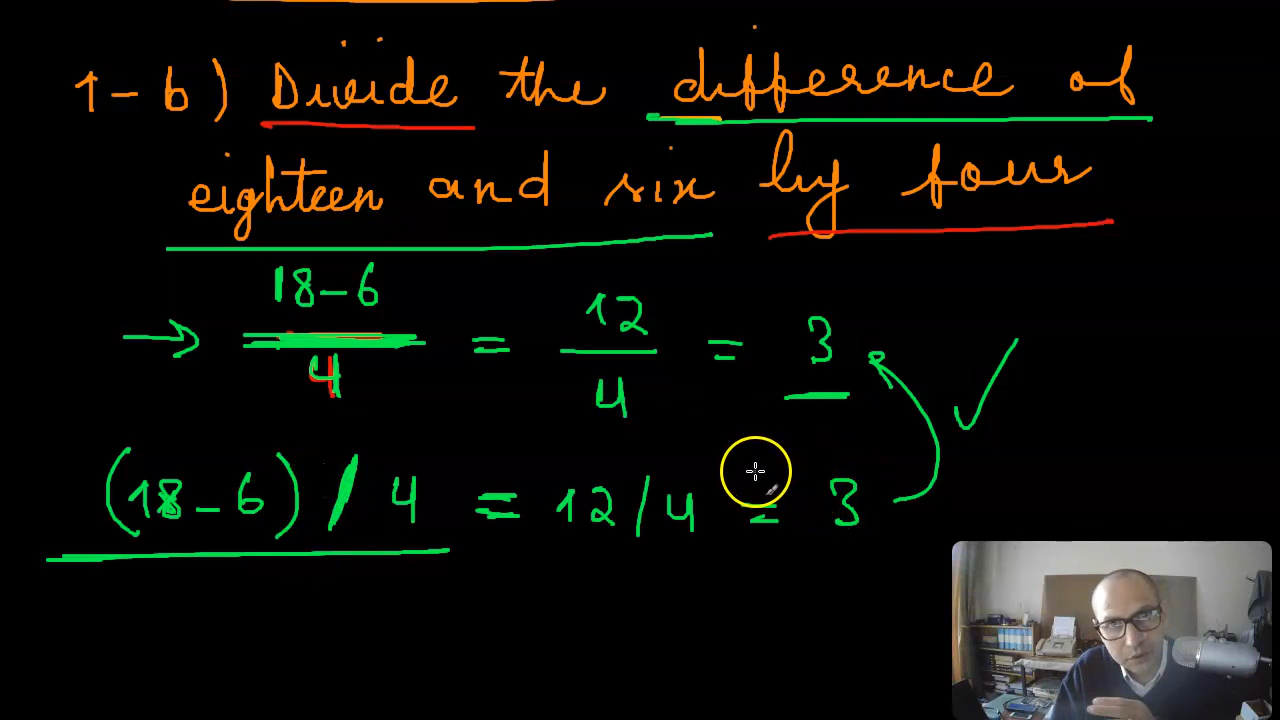 1-b) Divide the difference of
eighteen and six by four
→ 18-6/4 = 12/4 = 3 ✓
(18-6) / 4 = 12/4 = 3